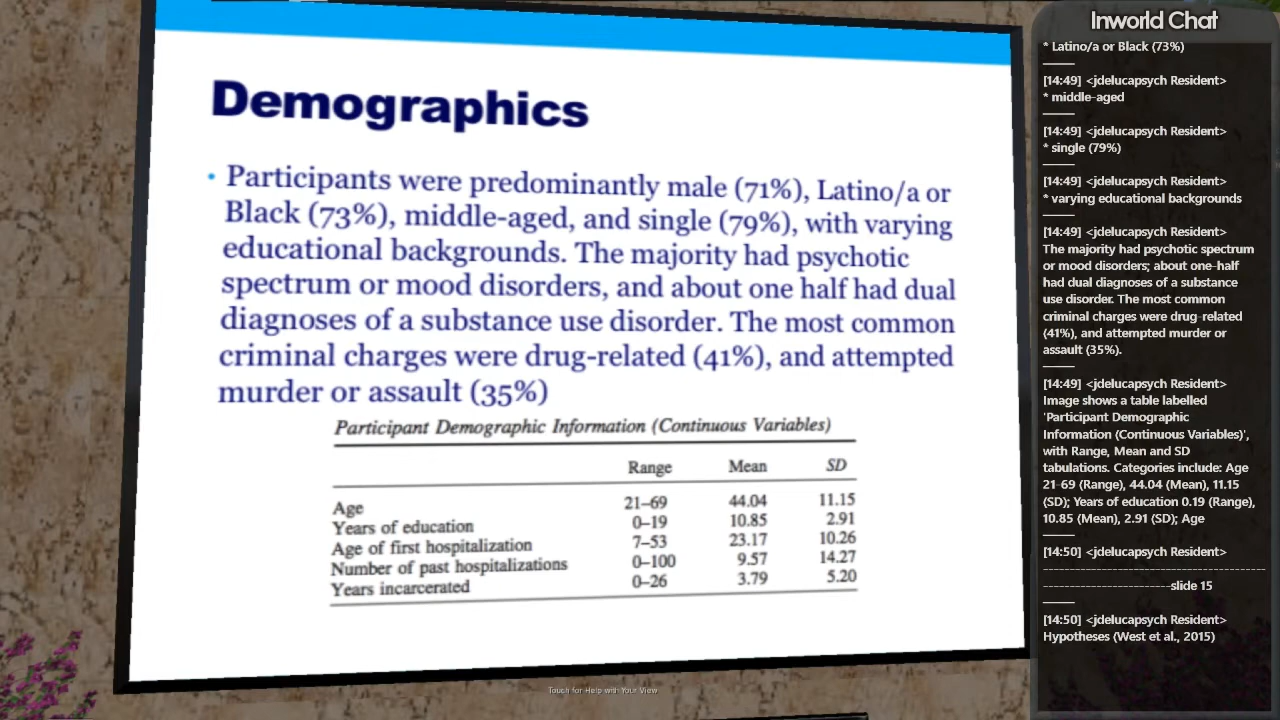 Demographics
• Participants were predominantly male (71%), Latino/a or
Black (73%), middle-aged, and single (79%), with varying
educational backgrounds. The majority had psychotic
spectrum or mood disorders, and about one half had dual
diagnoses of a substance use disorder. The most common
criminal charges were drug-related (41%), and attempted
murder or assault (35%)
Participant Demographic Information (Continuous Variables)
Range Mean SD
Age 21–69 44.04 11.15
Years of education 0–19 10.85 2.91
Age of first hospitalization 7–53 23.17 10.26
Number of past hospitalizations 0–100 9.57 14.27
Years incarcerated 0–26 3.79 5.20
Touch for Help with Your View
Inworld Chat
* Latino/a or Black (73%)
[14:49] <jdelucapsych Resident>
* middle-aged
[14:49] <jdelucapsych Resident>
* single (79%)
[14:49] <jdelucapsych Resident>
* varying educational backgrounds
[14:49] <jdelucapsych Resident>
The majority had psychotic spectrum
or mood disorders; about one-half
had dual diagnoses of a substance
use disorder. The most common
criminal charges were drug-related
(41%), and attempted murder or
assault (35%).
[14:49] <jdelucapsych Resident>
Image shows a table labelled
'Participant Demographic
Information (Continuous Variables)',
with Range, Mean and SD
tabulations. Categories include: Age
21-69 (Range), 44.04 (Mean), 11.15
(SD); Years of education 0.19 (Range),
10.85 (Mean), 2.91 (SD); Age
[14:50] <jdelucapsych Resident>
------------------------------------------
------------------------slide 15
[14:50] <jdelucapsych Resident>
Hypotheses (West et al., 2015)